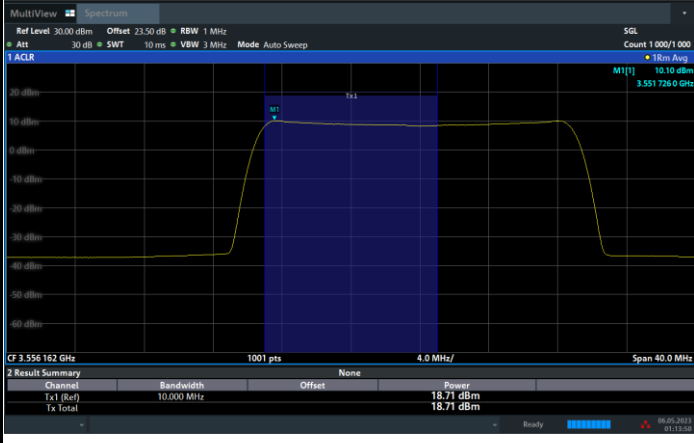 MultiView Spectrum
Ref Level 30.00 dBm Offset 23.50 dB RBW 1 MHz SGL
Att 30 dB SWT 10 ms VBW 3 MHz Mode Auto Sweep Count 1 000/1 000
1 ACLR 1Rm Avg
M1[1] 10.10 dBm
3.551 726 0 GHz
20 dBm
Tx1
M1
10 dBm
0 dBm
-10 dBm
-20 dBm
-30 dBm
-40 dBm
-50 dBm
-60 dBm
CF 3.556 162 GHz 1001 pts 4.0 MHz/ Span 40.0 MHz
2 Result Summary None
Channel Bandwidth Offset Power
Tx1 (Ref) 10.000 MHz 18.71 dBm
Tx Total 18.71 dBm
Ready 06.05.2023
01:13:50